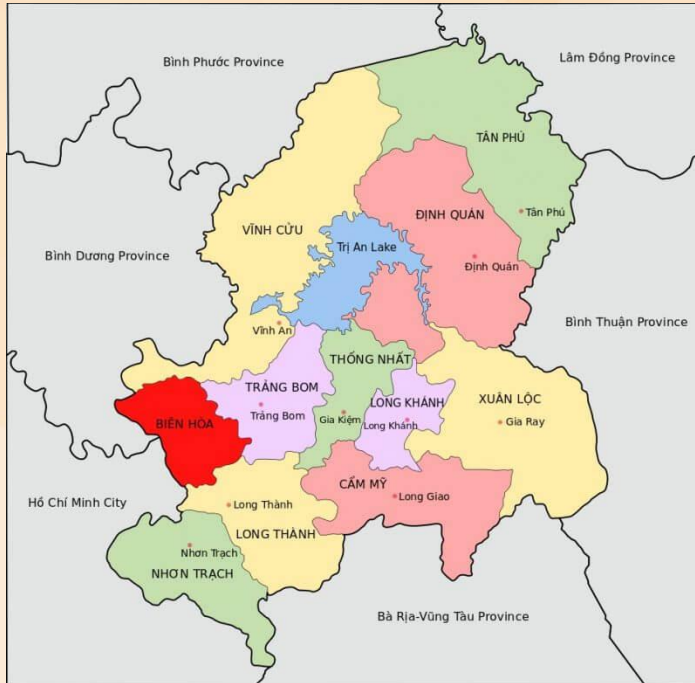 Bình Phước Province
Lâm Đồng Province
TÂN PHÚ
Tân Phú
ĐỊNH QUÁN
VĨNH CỬU
Trị An Lake
Bình Dương Province
Định Quán
Bình Thuận Province
Vĩnh An
THỐNG NHẤT
TRẢNG BOM
LONG KHÁNH
XUÂN LỘC
Trảng Bom
Gia Kiệm
Long Khánh
Gia Ray
BIÊN HÒA
CẨM MỸ
Long Giao
Hồ Chí Minh City
Long Thành
LONG THÀNH
Nhơn Trạch
NHƠN TRẠCH
Bà Rịa-Vũng Tàu Province